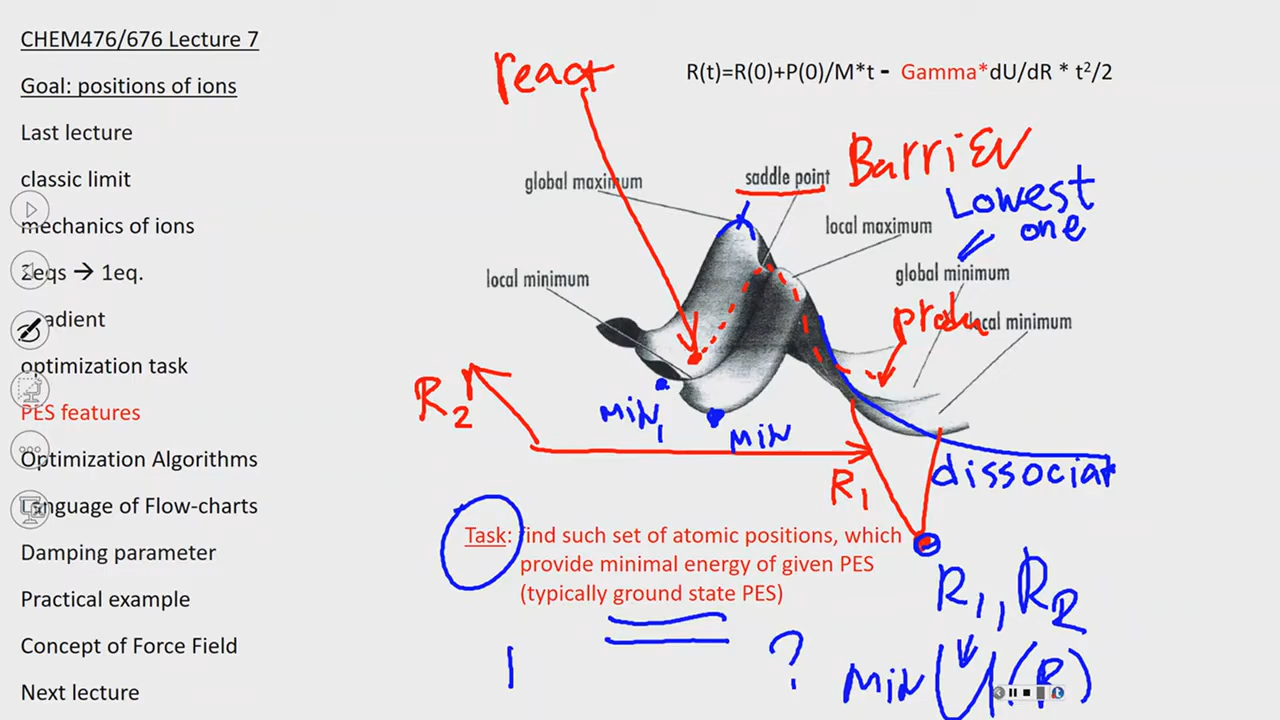 CHEM476/676 Lecture 7
Goal: positions of ions
Last lecture
classic limit
mechanics of ions
2eqs → 1eq.
adient
optimization task
PES features
Optimization Algorithms
Language of Flow-charts
Damping parameter
Practical example
Concept of Force Field
Next lecture
R(t)=R(0)+P(0)/M*t - Gamma*dU/dR * t²/2
react
BarriEr
saddle point
global maximum
Lowest
one
local maximum
local minimum
global minimum
produ
local minimum
R2
MiN1
MiN
R1
dissociat
Task: find such set of atomic positions, which
provide minimal energy of given PES
(typically ground state PES)
R1, R2
?
MiN U(R)